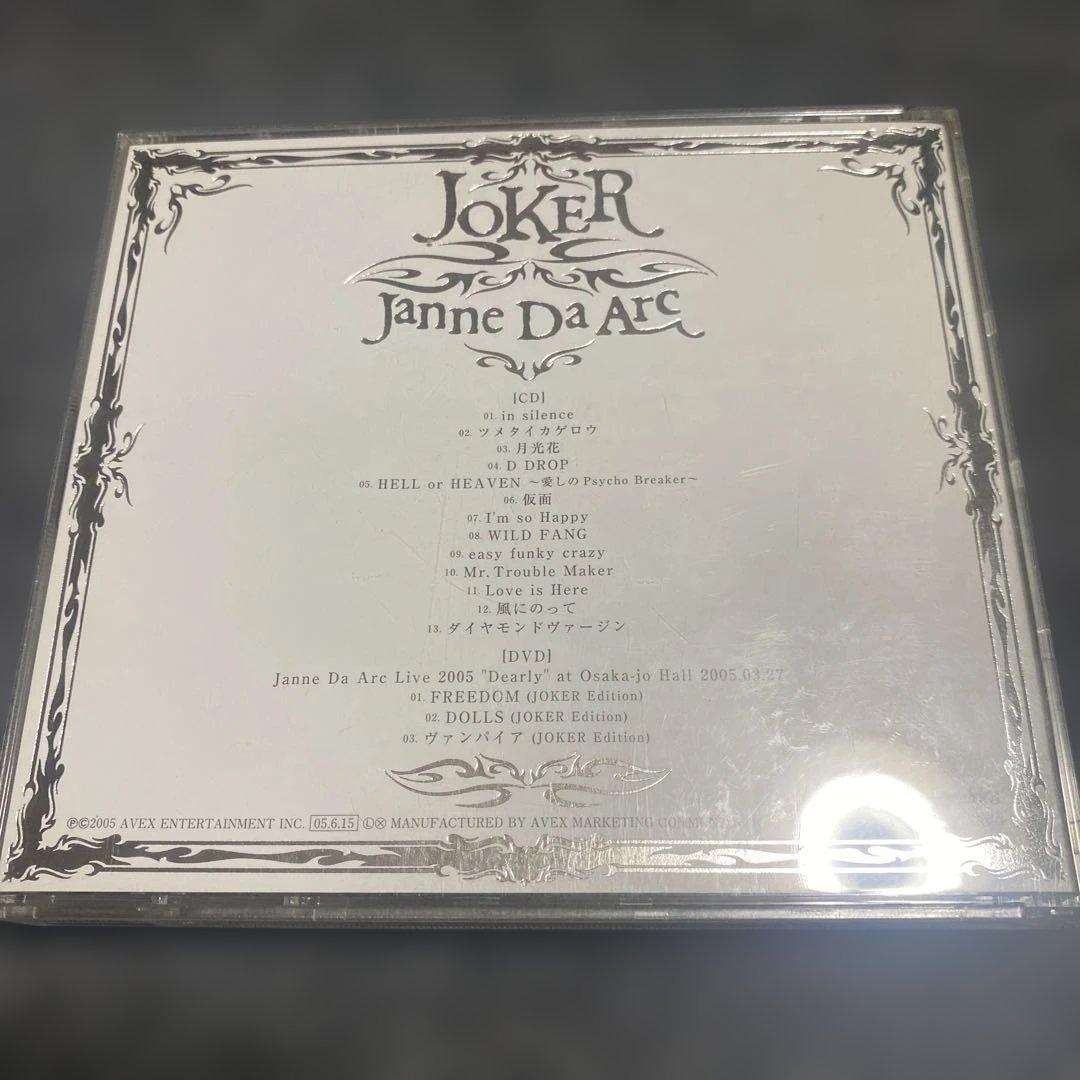 JOKER
Janne Da Arc
[CD]
01. in silence
02. ツメタイカゲロウ
03. 月光花
04. D DROP
05. HELL or HEAVEN ～愛しのPsycho Breaker～
06. 仮面
07. I'm so Happy
08. WILD FANG
09. easy funky crazy
10. Mr. Trouble Maker
11. Love is Here
12. 風にのって
13. ダイヤモンドヴァージン
[DVD]
Janne Da Arc Live 2005 "Dearly" at Osaka-jo Hall 2005.03.27
01. FREEDOM (JOKER Edition)
02. DOLLS (JOKER Edition)
03. ヴァンパイア (JOKER Edition)
Ⓟ©2005 AVEX ENTERTAINMENT INC. 05.6.15 Ⓛ⊗ MANUFACTURED BY AVEX MARKETING